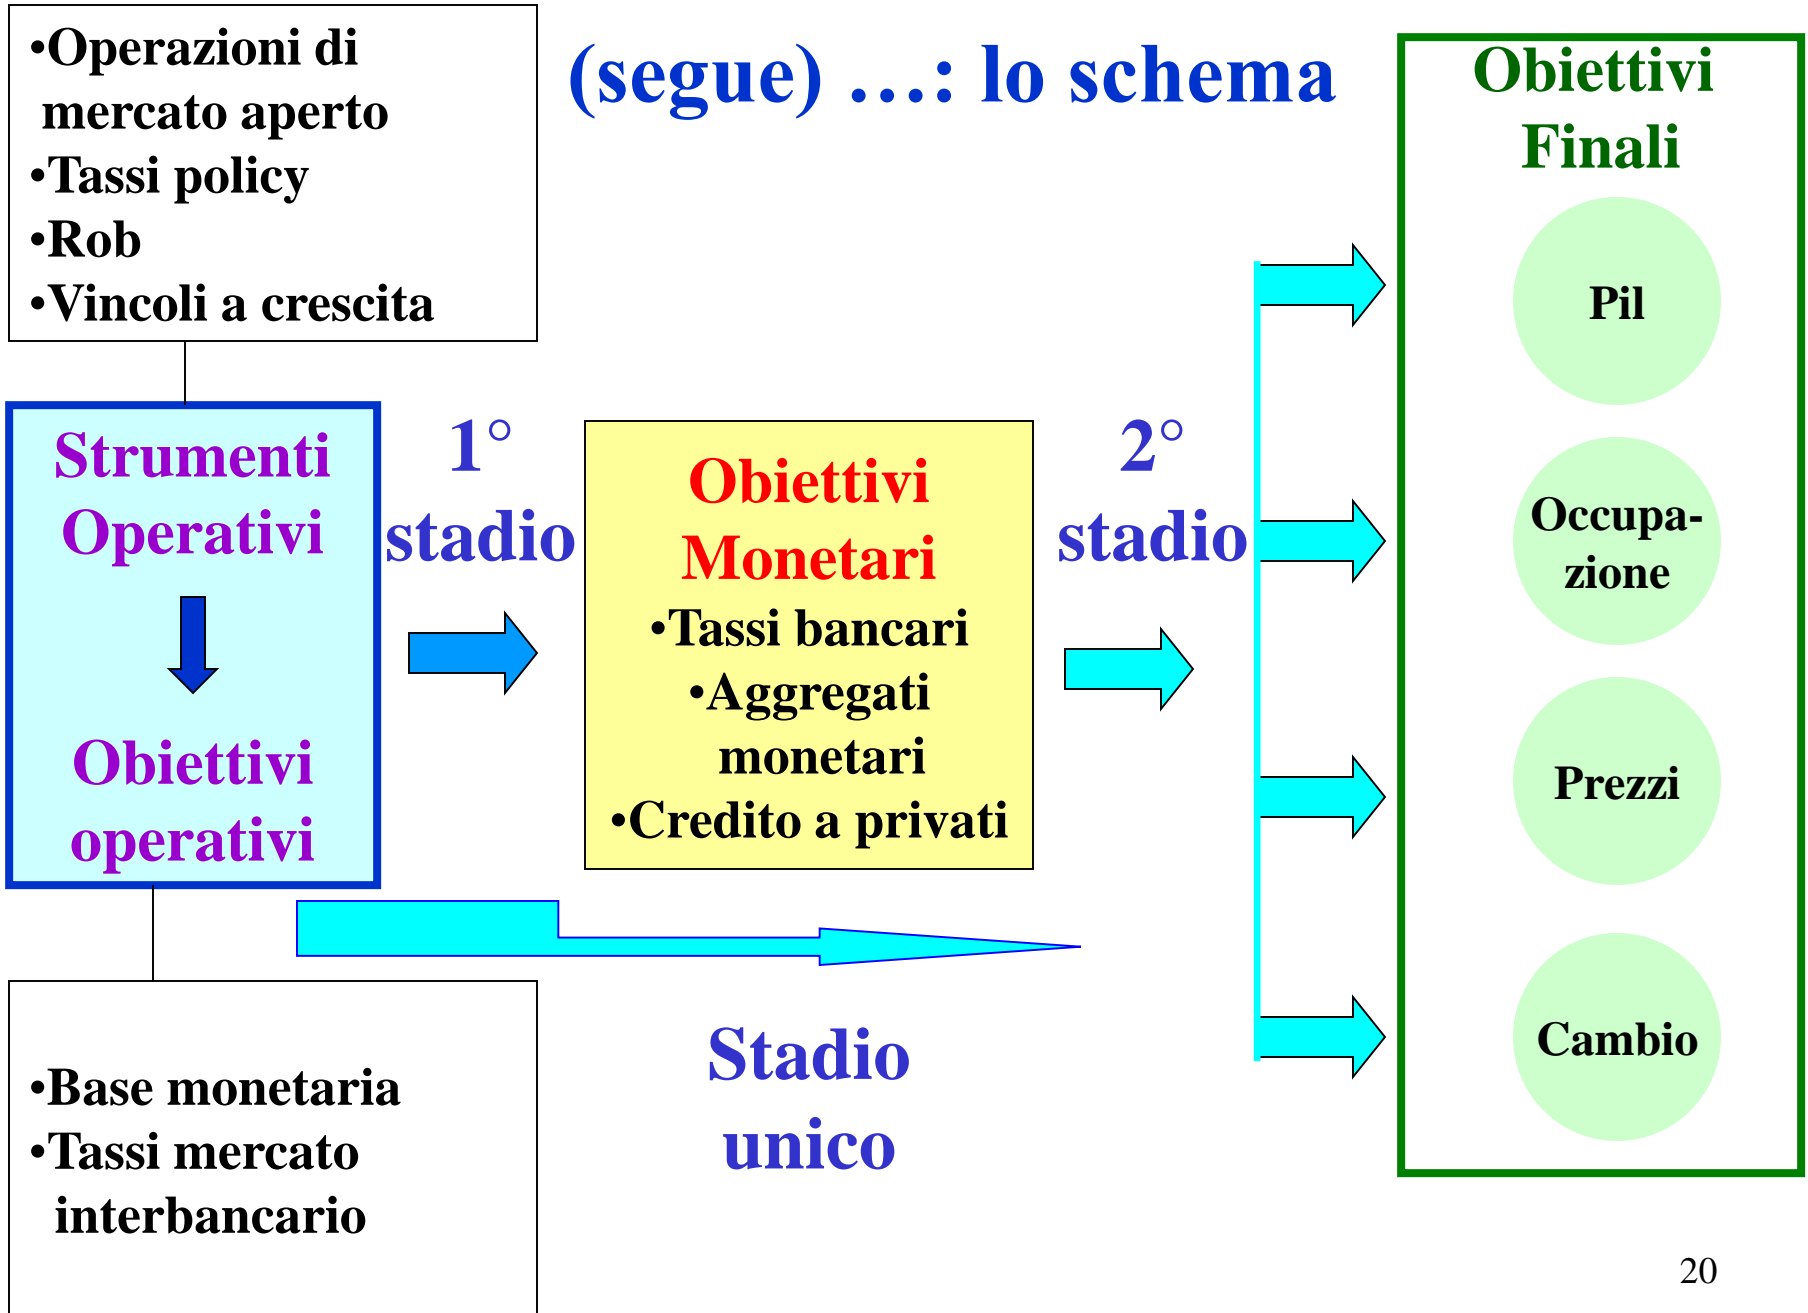 •Operazioni di
mercato aperto
•Tassi policy
•Rob
•Vincoli a crescita
(segue) …: lo schema
Strumenti
Operativi
Obiettivi
operativi
1°
stadio
Obiettivi
Monetari
•Tassi bancari
•Aggregati
monetari
•Credito a privati
2°
stadio
Obiettivi
Finali
Pil
Occupa-
zione
Prezzi
Cambio
Stadio
unico
•Base monetaria
•Tassi mercato
interbancario
20